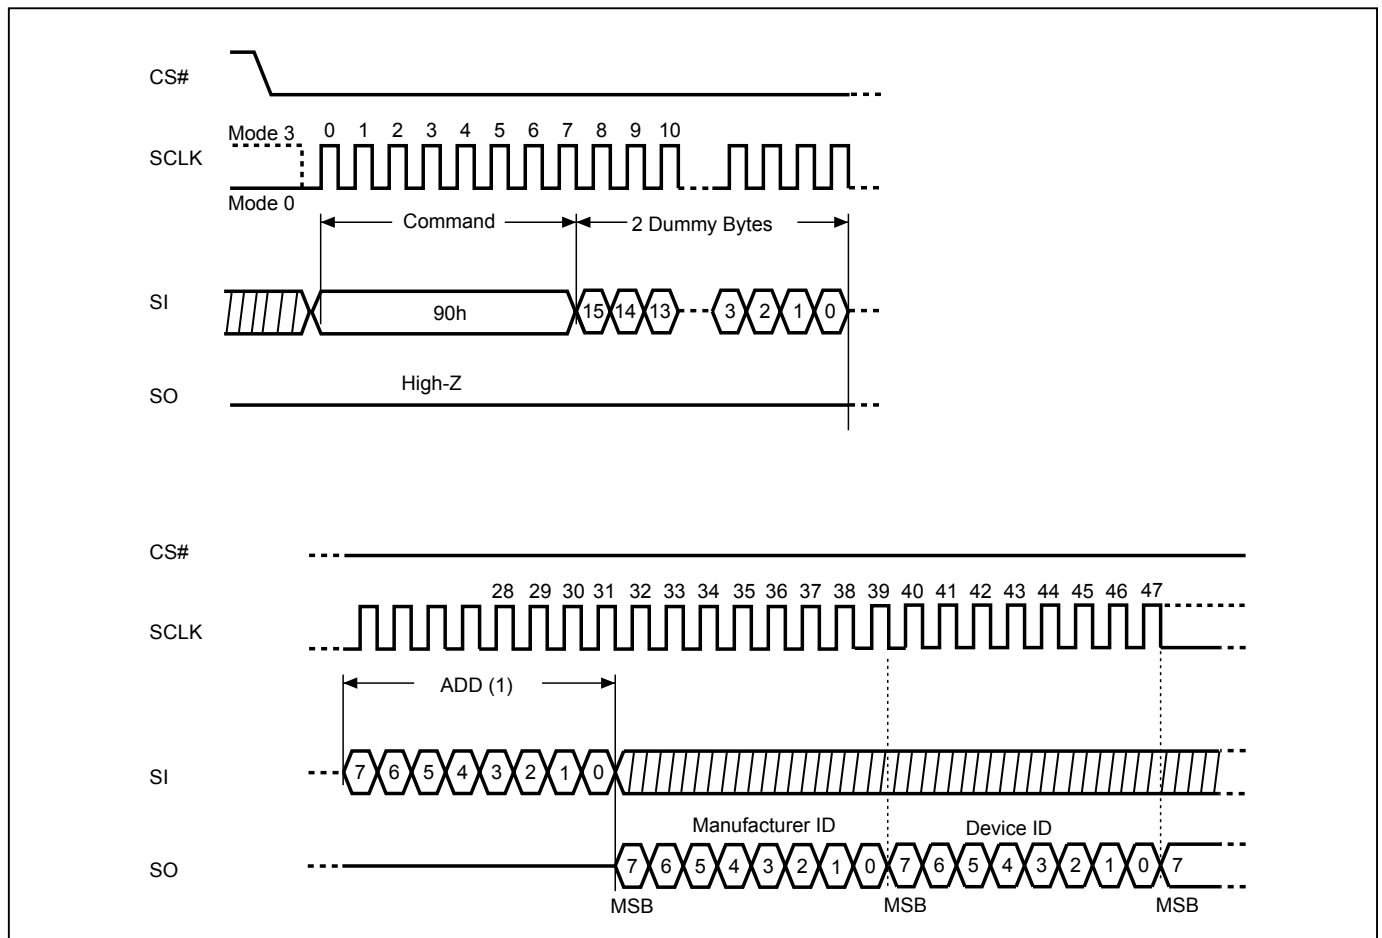 CS#
Mode 3 0 1 2 3 4 5 6 7 8 9 10
SCLK
Mode 0
Command 2 Dummy Bytes
SI 90h 15 14 13 3 2 1 0
High-Z
SO
CS#
28 29 30 31 32 33 34 35 36 37 38 39 40 41 42 43 44 45 46 47
SCLK
ADD (1)
SI 7 6 5 4 3 2 1 0
Manufacturer ID Device ID
SO 7 6 5 4 3 2 1 0 7 6 5 4 3 2 1 0 7
MSB MSB MSB